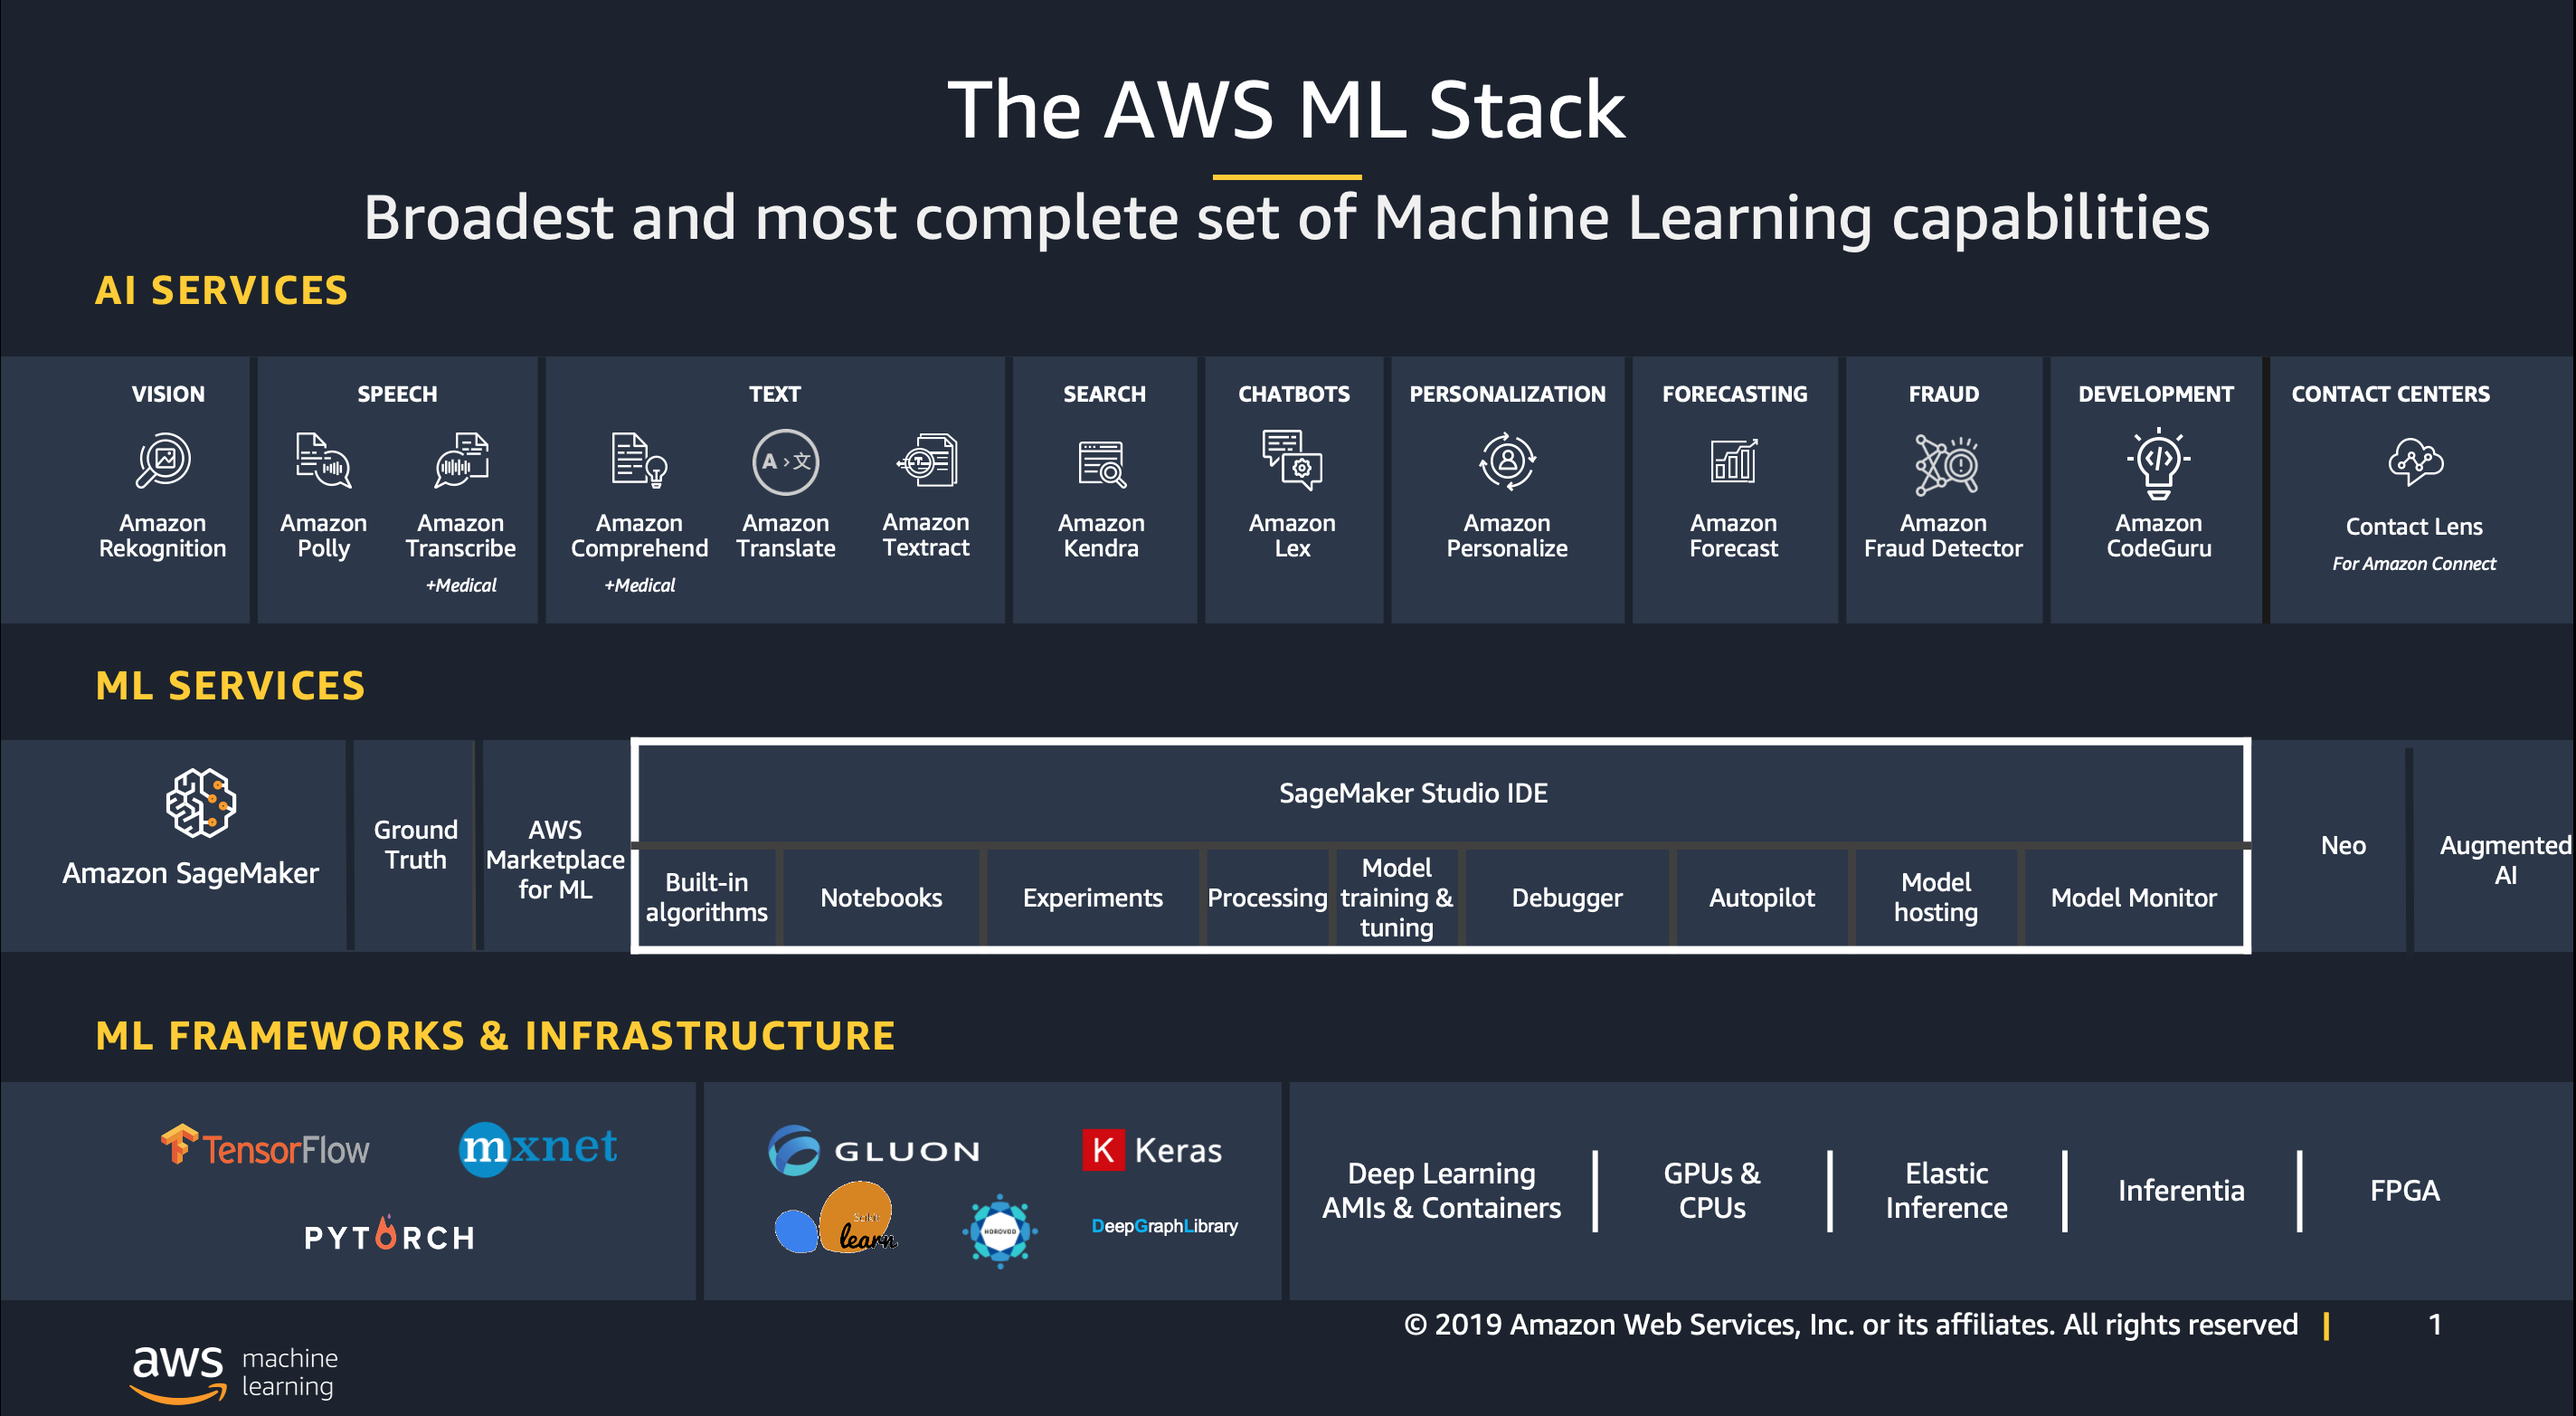 The AWS ML Stack
Broadest and most complete set of Machine Learning capabilities
AI SERVICES
VISION
Amazon
Rekognition
SPEECH
Amazon
Polly
Amazon
Transcribe
+Medical
TEXT
Amazon
Comprehend
+Medical
A > 文
Amazon
Translate
Amazon
Textract
SEARCH
Amazon
Kendra
CHATBOTS
Amazon
Lex
PERSONALIZATION
Amazon
Personalize
FORECASTING
Amazon
Forecast
FRAUD
Amazon
Fraud Detector
DEVELOPMENT
</>
Amazon
CodeGuru
CONTACT CENTERS
Contact Lens
For Amazon Connect
ML SERVICES
Amazon SageMaker
Ground
Truth
AWS
Marketplace
for ML
SageMaker Studio IDE
Built-in
algorithms
Notebooks
Experiments
Processing
Model
training &
tuning
Debugger
Autopilot
Model
hosting
Model Monitor
Neo
Augmented
AI
ML FRAMEWORKS & INFRASTRUCTURE
TensorFlow
mxnet
PYTORCH
GLUON
K Keras
Scikit
learn
HOROVOD
DeepGraphLibrary
Deep Learning
AMIs & Containers
GPUs &
CPUs
Elastic
Inference
Inferentia
FPGA
© 2019 Amazon Web Services, Inc. or its affiliates. All rights reserved | 1
aws machine
learning